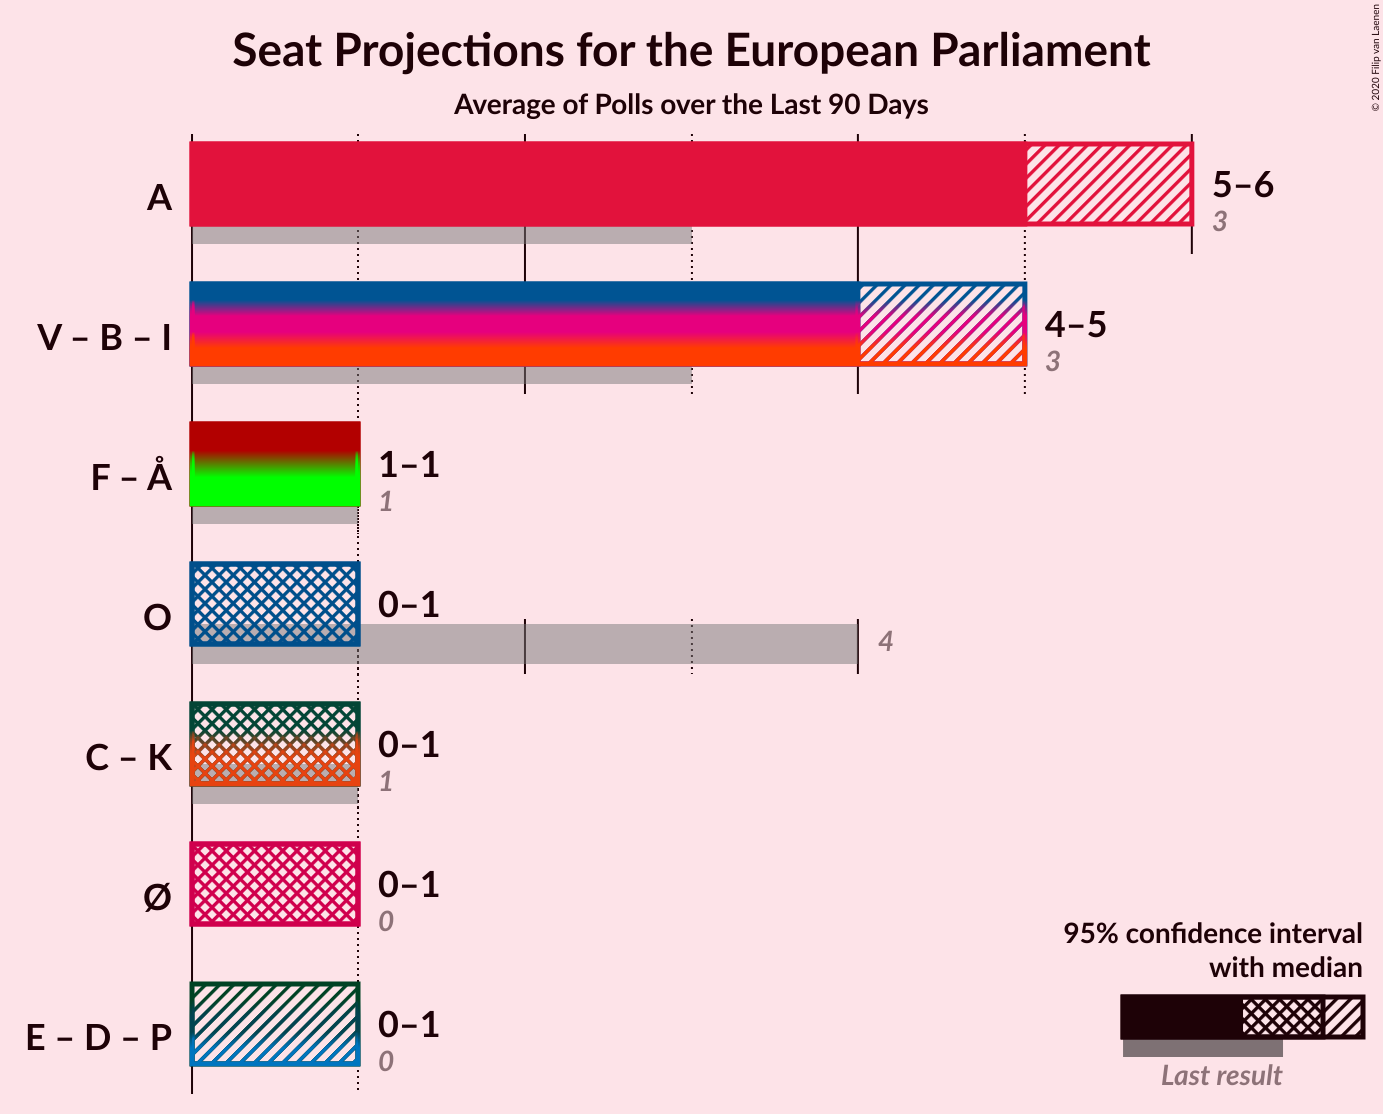 Seat Projections for the European Parliament
Average of Polls over the Last 90 Days
© 2020 Filip van Laenen
A
5–6
3
V – B – I
4–5
3
F – Å
1–1
1
O
0–1
4
C – K
0–1
1
Ø
0–1
0
E – D – P
0–1
0
95% confidence interval
with median
Last result